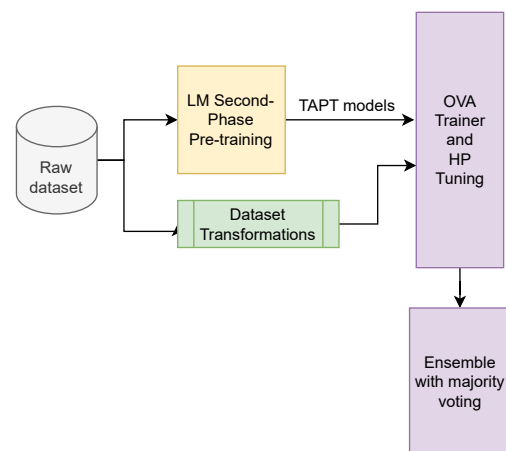 Raw
dataset
LM Second-
Phase
Pre-training
TAPT models
Dataset
Transformations
OVA
Trainer
and
HP
Tuning
Ensemble
with majority
voting